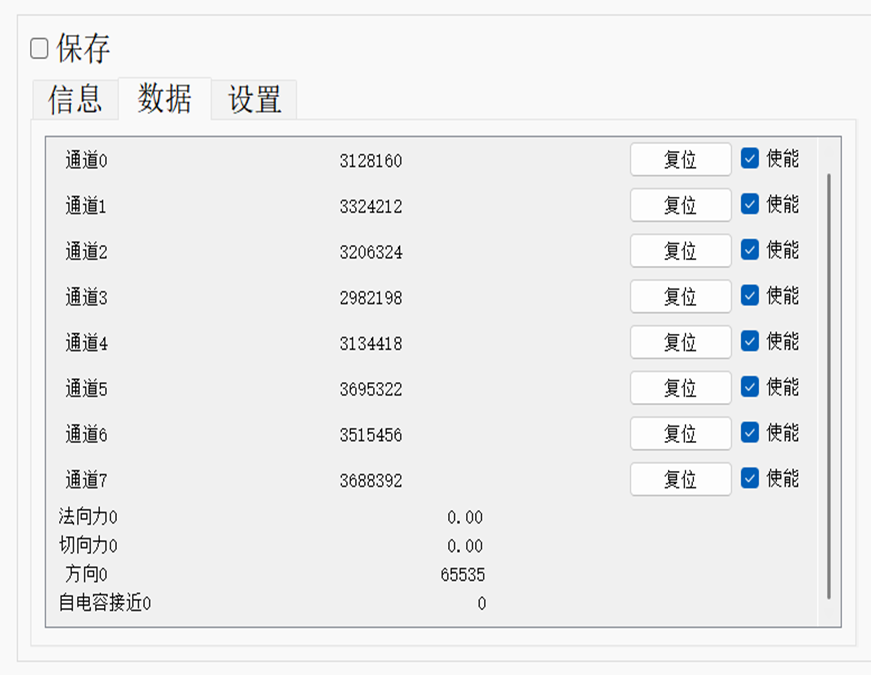 保存
信息 数据 设置
通道0 3128160 复位 使能
通道1 3324212 复位 使能
通道2 3206324 复位 使能
通道3 2982198 复位 使能
通道4 3134418 复位 使能
通道5 3695322 复位 使能
通道6 3515456 复位 使能
通道7 3688392 复位 使能
法向力0 0.00
切向力0 0.00
方向0 65535
自电容接近0 0